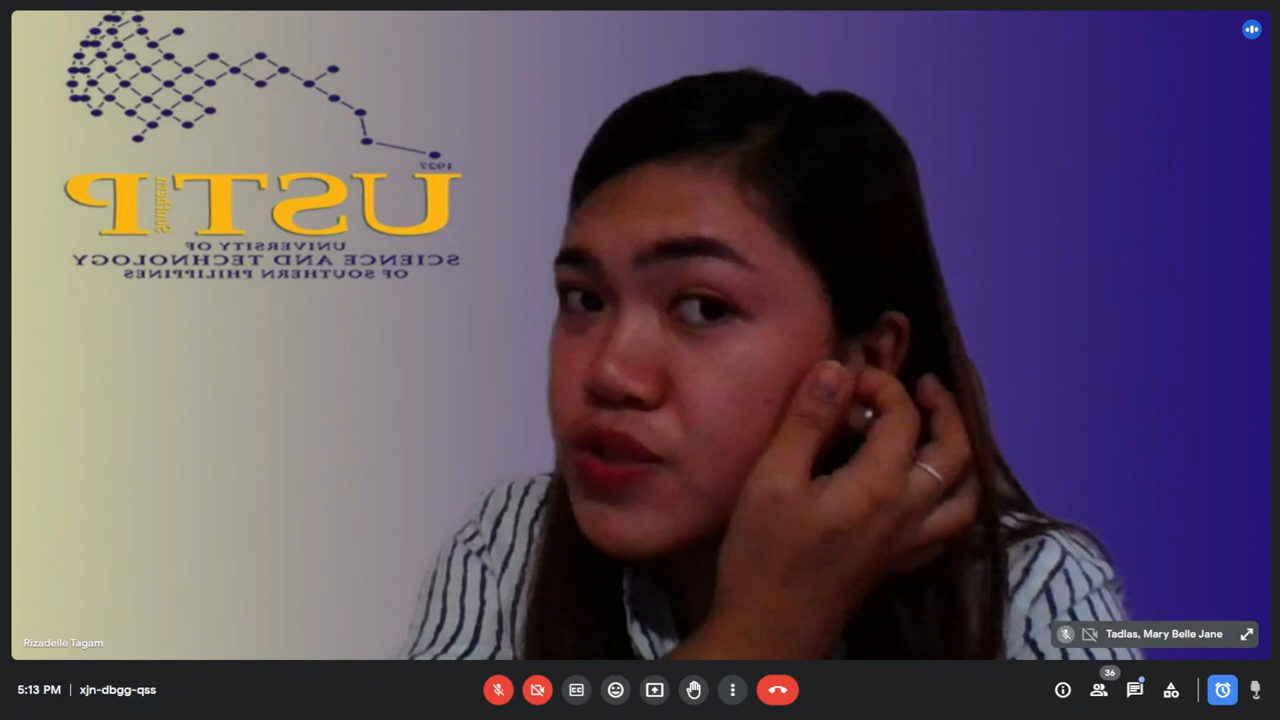 1927
USTP
UNIVERSITY OF
SCIENCE AND TECHNOLOGY
OF SOUTHERN PHILIPPINES
Rizadelle Tagam
Tadlas, Mary Belle Jane
5:13 PM | xjn-dbgg-qss
CC
36